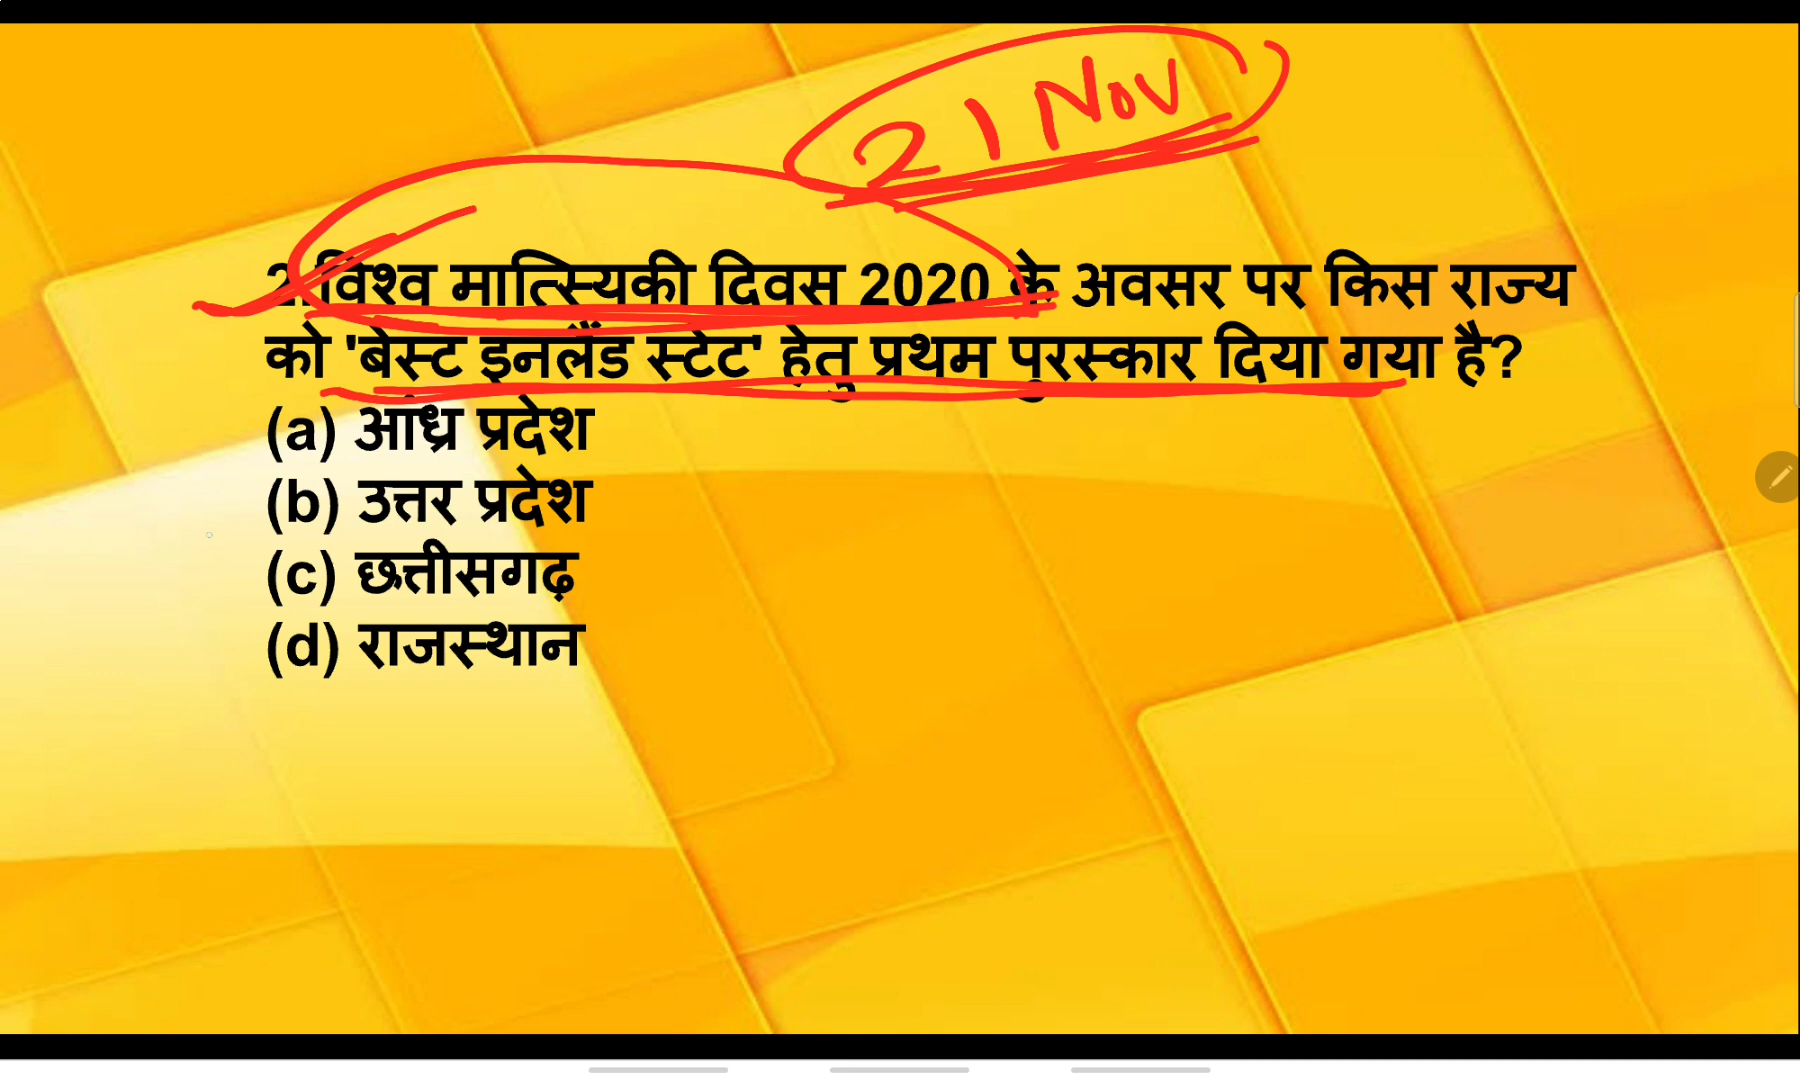 21 Nov
2. विश्व मात्स्यिकी दिवस 2020 के अवसर पर किस राज्य
को 'बेस्ट इनलैंड स्टेट' हेतु प्रथम पुरस्कार दिया गया है?
(a) आंध्र प्रदेश
(b) उत्तर प्रदेश
(c) छत्तीसगढ़
(d) राजस्थान